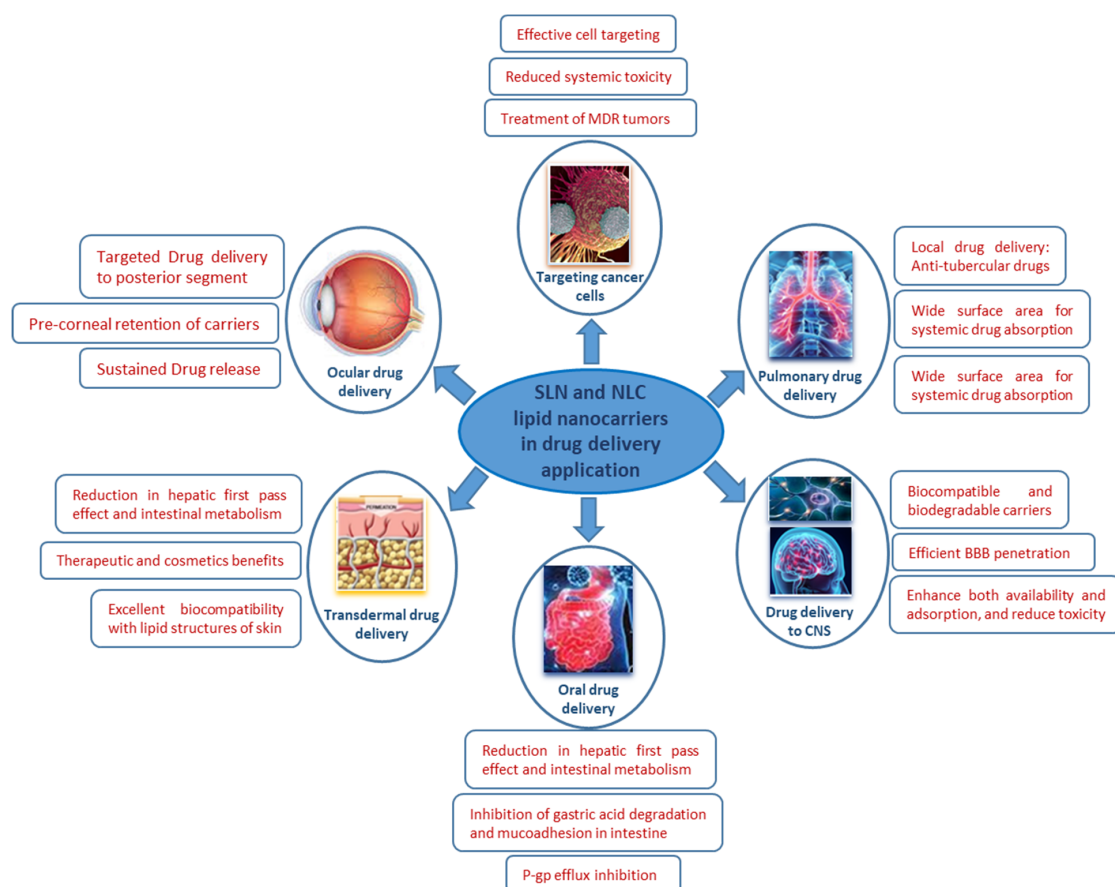 Effective cell targeting
Reduced systemic toxicity
Treatment of MDR tumors
Targeting cancer
cells
Targeted Drug delivery
to posterior segment
Pre-corneal retention of carriers
Sustained Drug release
Ocular drug
delivery
Local drug delivery:
Anti-tubercular drugs
Wide surface area for
systemic drug absorption
Wide surface area for
systemic drug absorption
Pulmonary drug
delivery
SLN and NLC
lipid nanocarriers
in drug delivery
application
Reduction in hepatic first pass
effect and intestinal metabolism
Therapeutic and cosmetics benefits
Excellent biocompatibility
with lipid structures of skin
PERMEATION
Transdermal drug
delivery
Biocompatible and
biodegradable carriers
Efficient BBB penetration
Enhance both availability and
adsorption, and reduce toxicity
Drug delivery
to CNS
Oral drug
delivery
Reduction in hepatic first pass
effect and intestinal metabolism
Inhibition of gastric acid degradation
and mucoadhesion in intestine
P-gp efflux inhibition